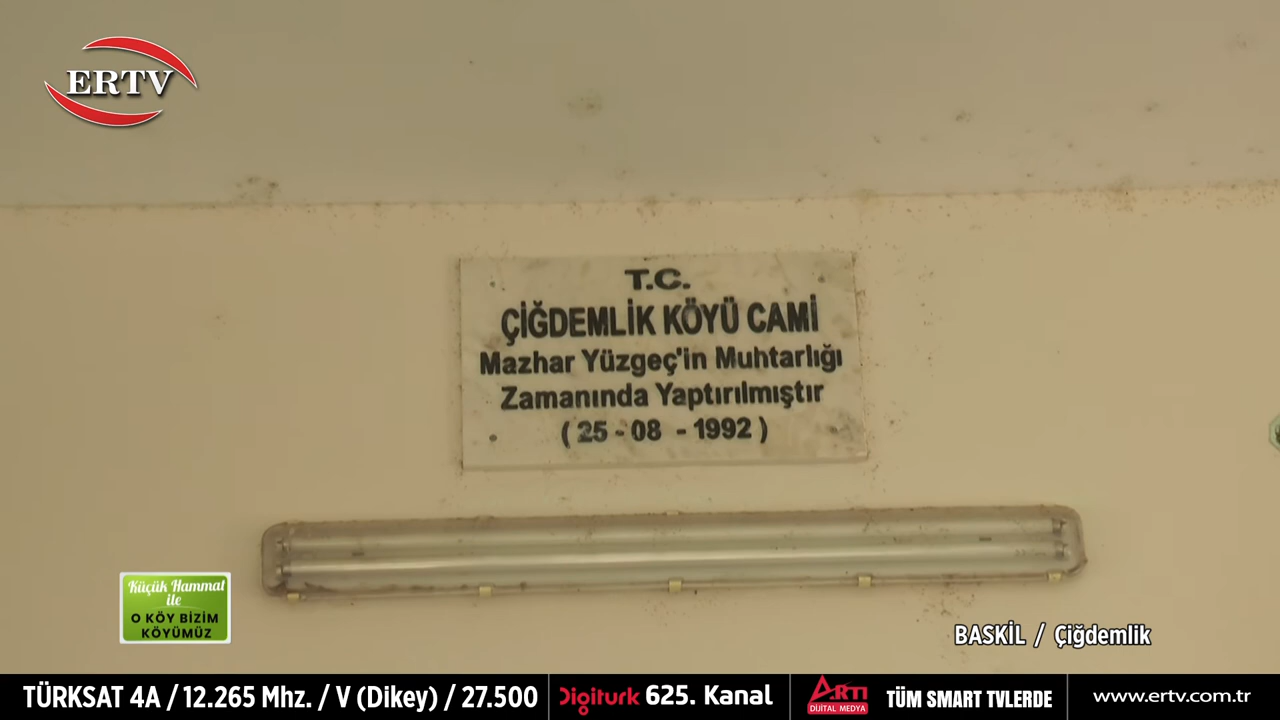 ERTV
T.C.
ÇİĞDEMLİK KÖYÜ CAMİ
Mazhar Yüzgeç'in Muhtarlığı
Zamanında Yaptırılmıştır
( 25 - 08 - 1992 )
Küçük Hammat
ile
O KÖY BİZİM
KÖYÜMÜZ
BASKİL / Çiğdemlik
TÜRKSAT 4A / 12.265 Mhz. / V (Dikey) / 27.500
Digiturk 625. Kanal
ARTI
DİJİTAL MEDYA
TÜM SMART TVLERDE
www.ertv.com.tr